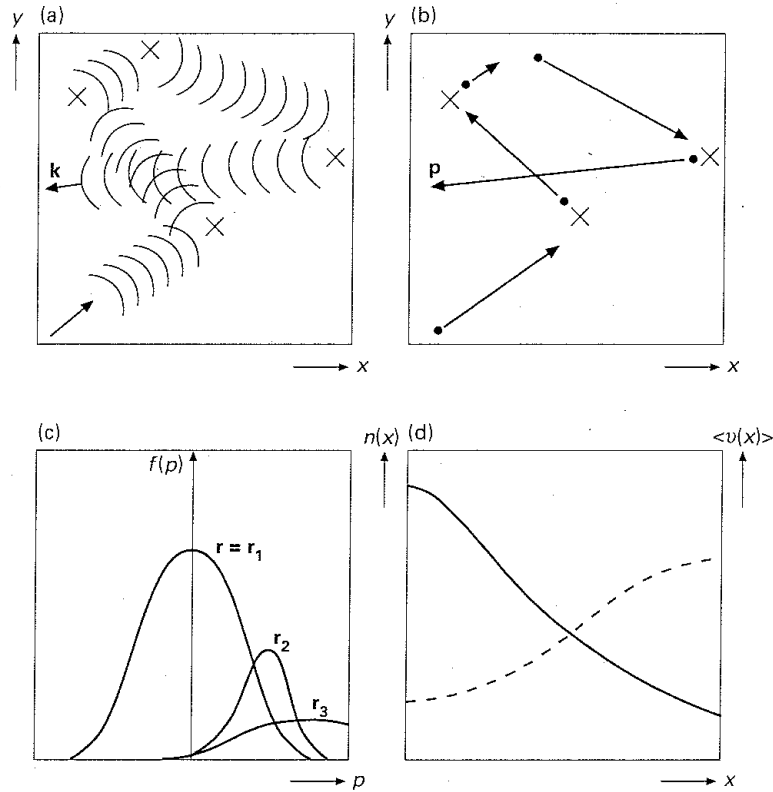 y (a)
k
x
y (b)
p
x
(c)
f(p)
r = r₁
r₂
r₃
p
n(x) (d) <υ(x)>
x